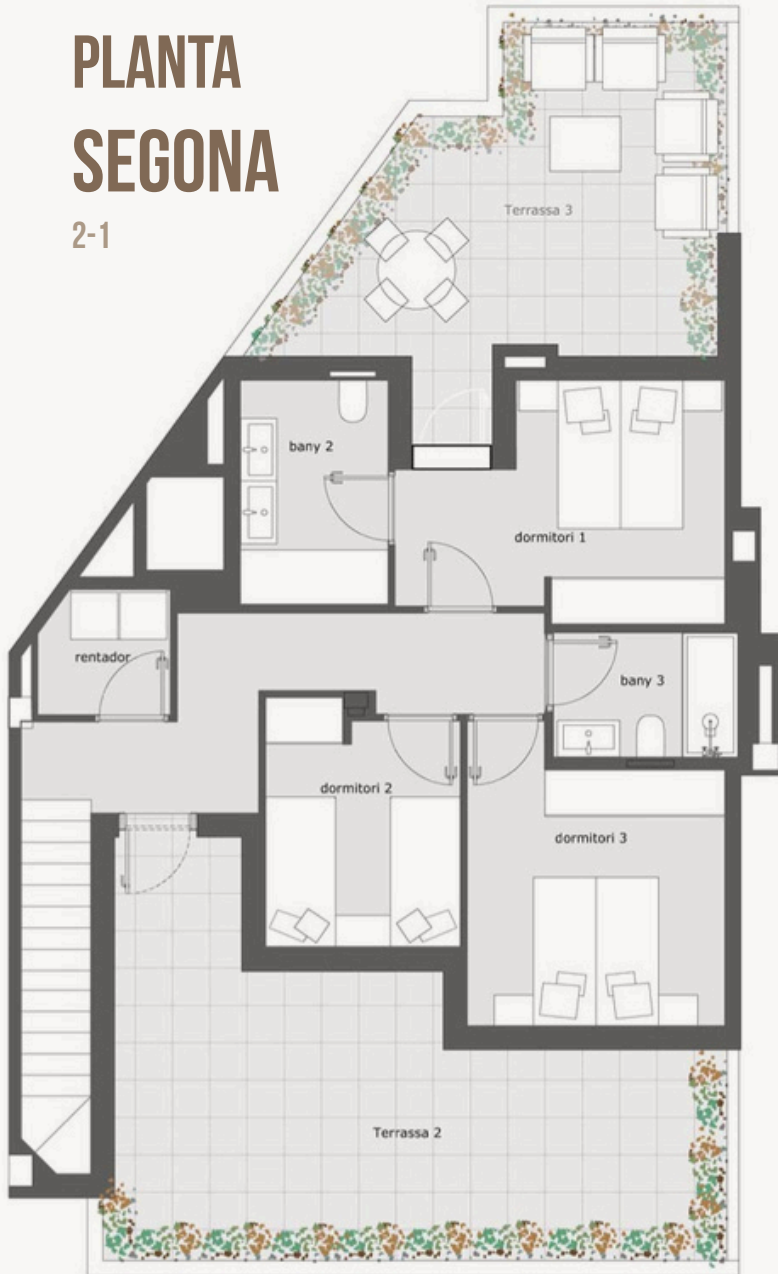 PLANTA
SEGONA
2-1
Terrassa 3
bany 2
dormitori 1
rentador
bany 3
dormitori 2
dormitori 3
Terrassa 2